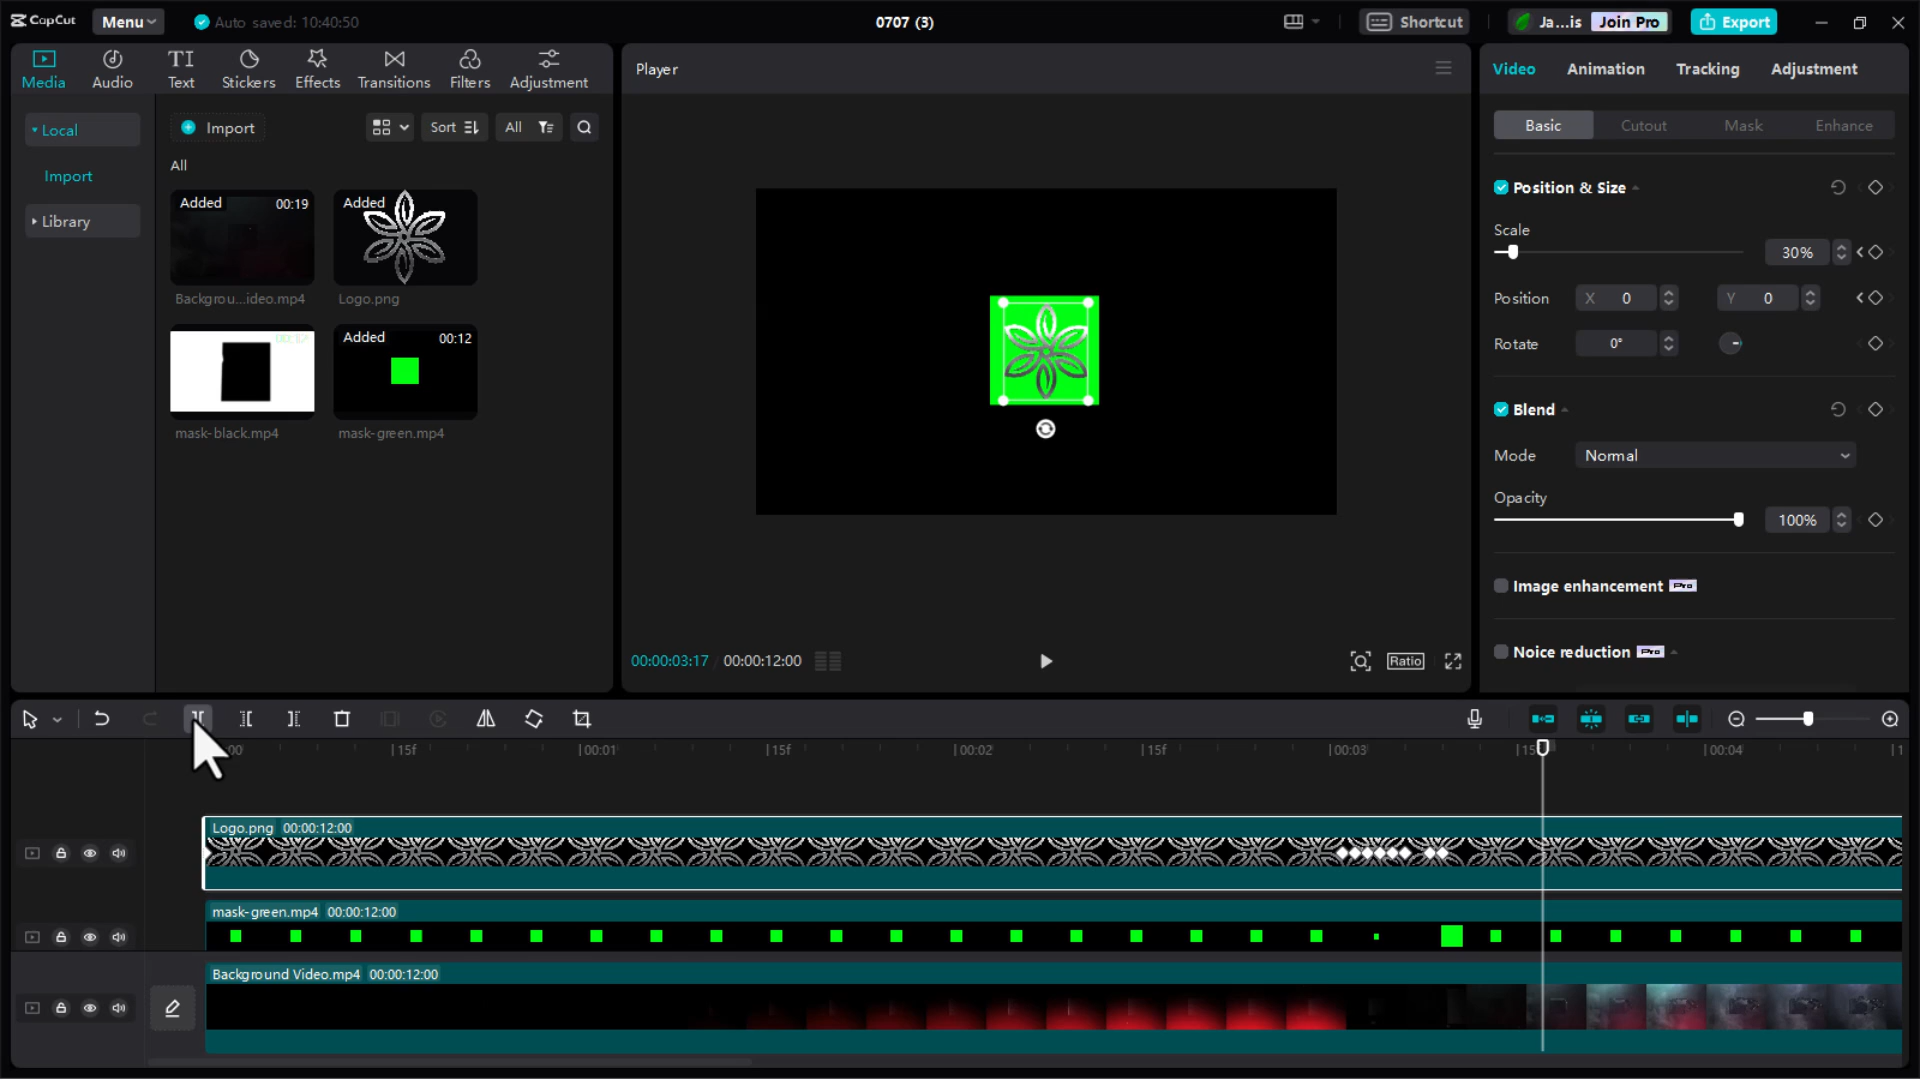 CapCut
Menu
Auto saved: 10:40:50
0707 (3)
Shortcut
Ja...is
Join Pro
Export
Media
Audio
TI
Text
Stickers
Effects
Transitions
Filters
Adjustment
Local
Import
Library
Import
Sort
All
All
Added
00:19
Backgrou...ideo.mp4
Added
Logo.png
00:12
mask-black.mp4
Added
00:12
mask-green.mp4
Player
00:00:03:17
00:00:12:00
Ratio
Video
Animation
Tracking
Adjustment
Basic
Cutout
Mask
Enhance
Position & Size
Scale
30%
Position
X
0
Y
0
Rotate
0°
Blend
Mode
Normal
Opacity
100%
Image enhancement
Pro
Noice reduction
Pro
:00
15f
00:01
15f
00:02
15f
00:03
15
00:04
1
Logo.png 00:00:12:00
mask-green.mp4 00:00:12:00
Background Video.mp4 00:00:12:00